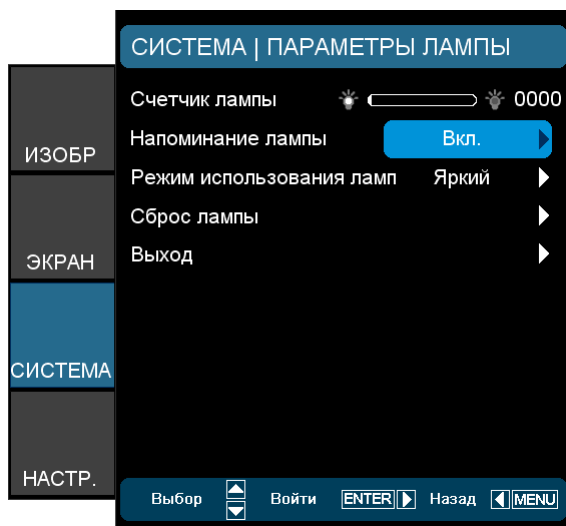 СИСТЕМА | ПАРАМЕТРЫ ЛАМПЫ
Счетчик лампы 0000
Напоминание лампы Вкл.
Режим использования ламп Яркий
Сброс лампы
Выход
ИЗОБР
ЭКРАН
СИСТЕМА
НАСТР.
Выбор Войти ENTER Назад MENU